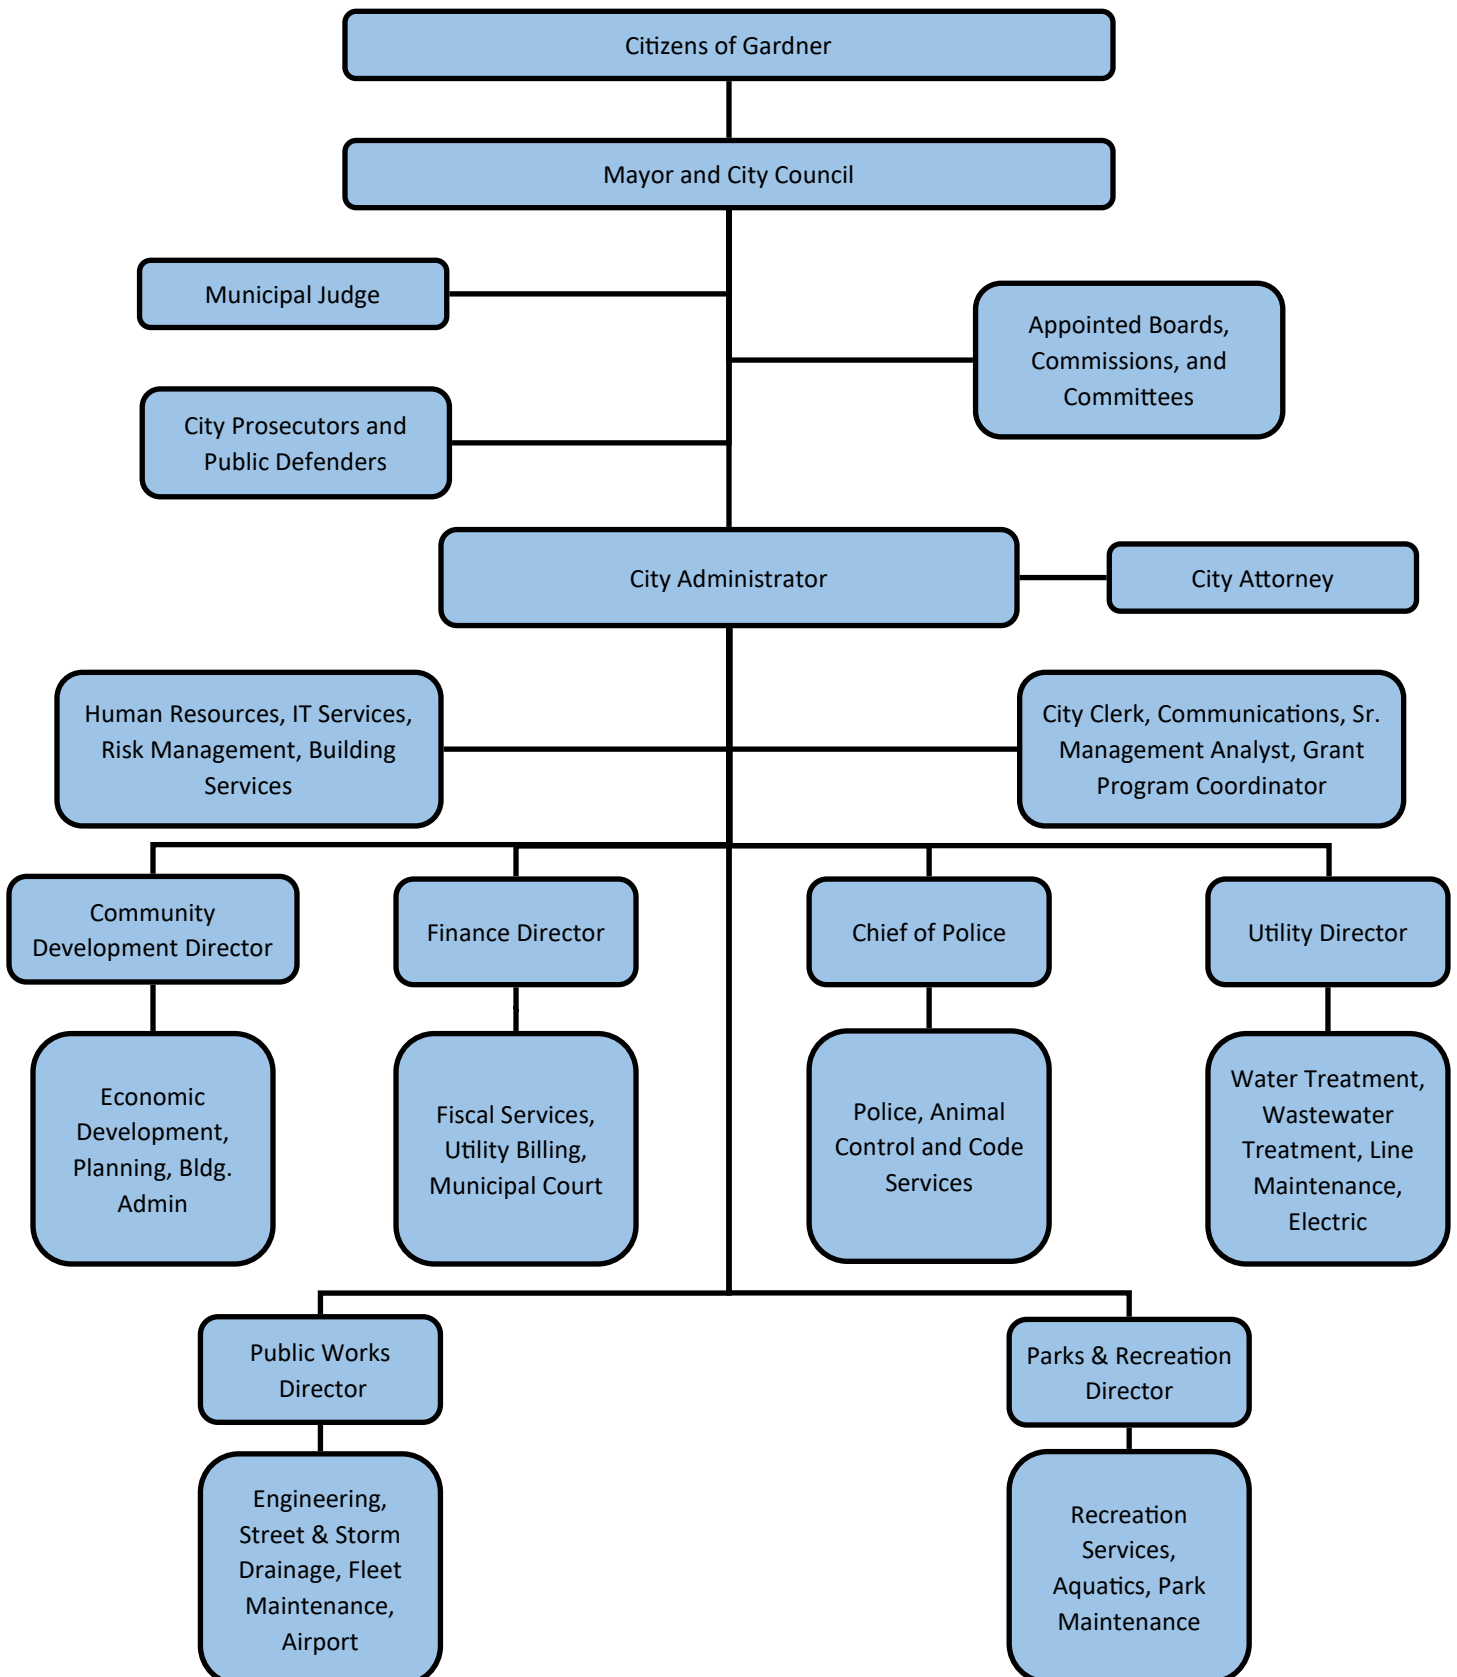 Citizens of Gardner
Mayor and City Council
Municipal Judge
Appointed Boards,
Commissions, and
Committees
City Prosecutors and
Public Defenders
City Administrator
City Attorney
Human Resources, IT Services,
Risk Management, Building
Services
City Clerk, Communications, Sr.
Management Analyst, Grant
Program Coordinator
Community
Development Director
Finance Director
Chief of Police
Utility Director
Economic
Development,
Planning, Bldg.
Admin
Fiscal Services,
Utility Billing,
Municipal Court
Police, Animal
Control and Code
Services
Water Treatment,
Wastewater
Treatment, Line
Maintenance,
Electric
Public Works
Director
Parks & Recreation
Director
Engineering,
Street & Storm
Drainage, Fleet
Maintenance,
Airport
Recreation
Services,
Aquatics, Park
Maintenance